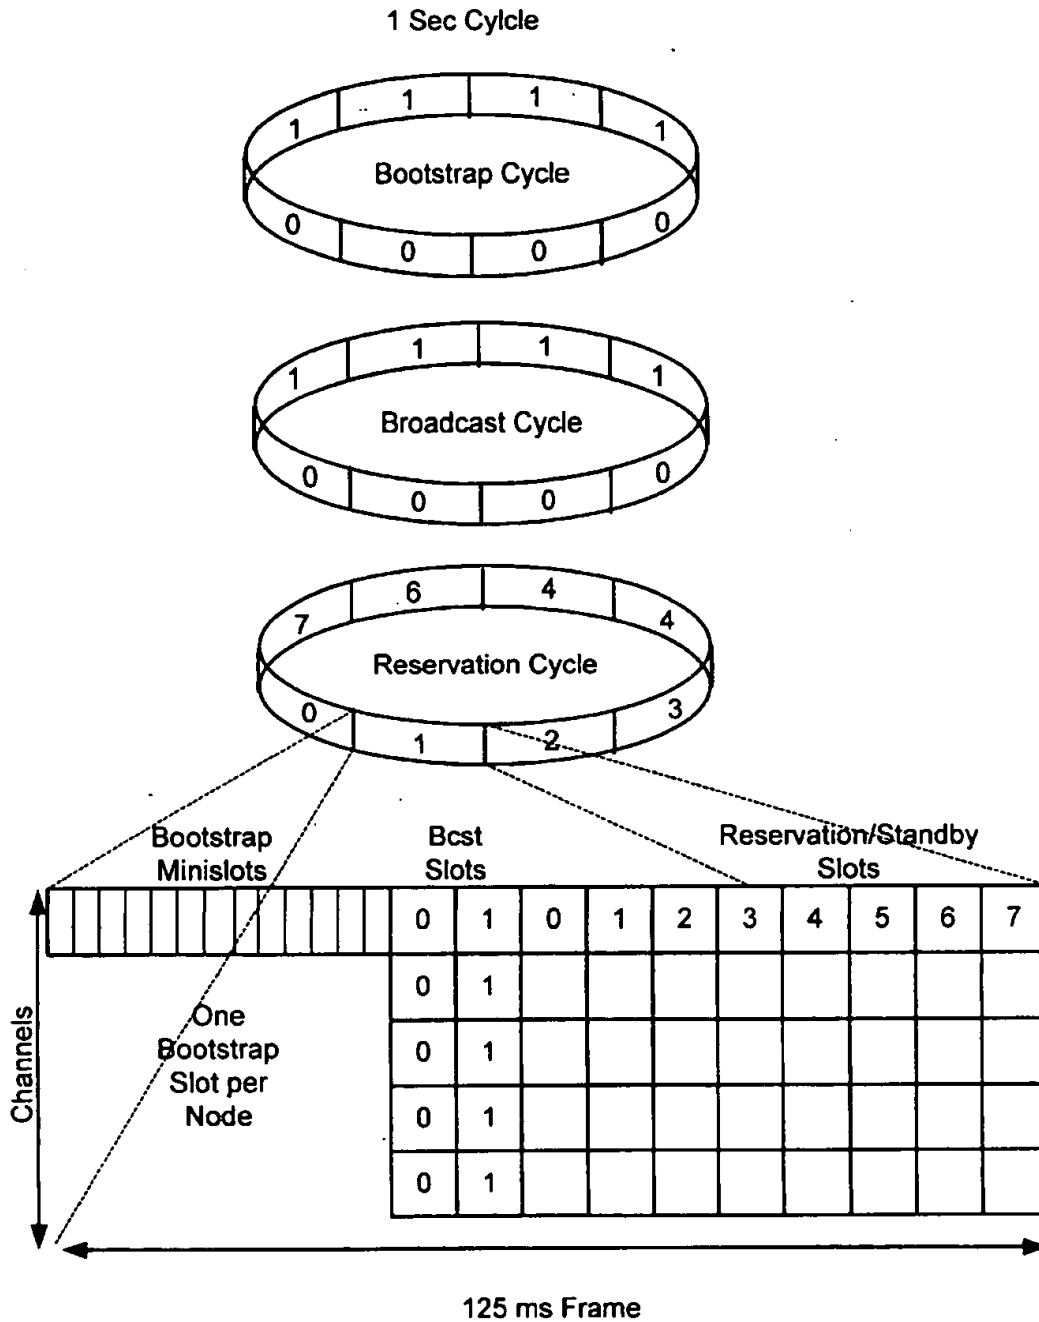 1 Sec Cylcle
1 1 1 1
Bootstrap Cycle
0 0 0 0
1 1 1 1
Broadcast Cycle
0 0 0 0
7 6 4 4
Reservation Cycle
0 1 2 3
Bootstrap
Minislots
Bcst
Slots
Reservation/Standby
Slots
0 1 0 1 2 3 4 5 6 7
0 1
0 1
0 1
0 1
One
Bootstrap
Slot per
Node
Channels
125 ms Frame